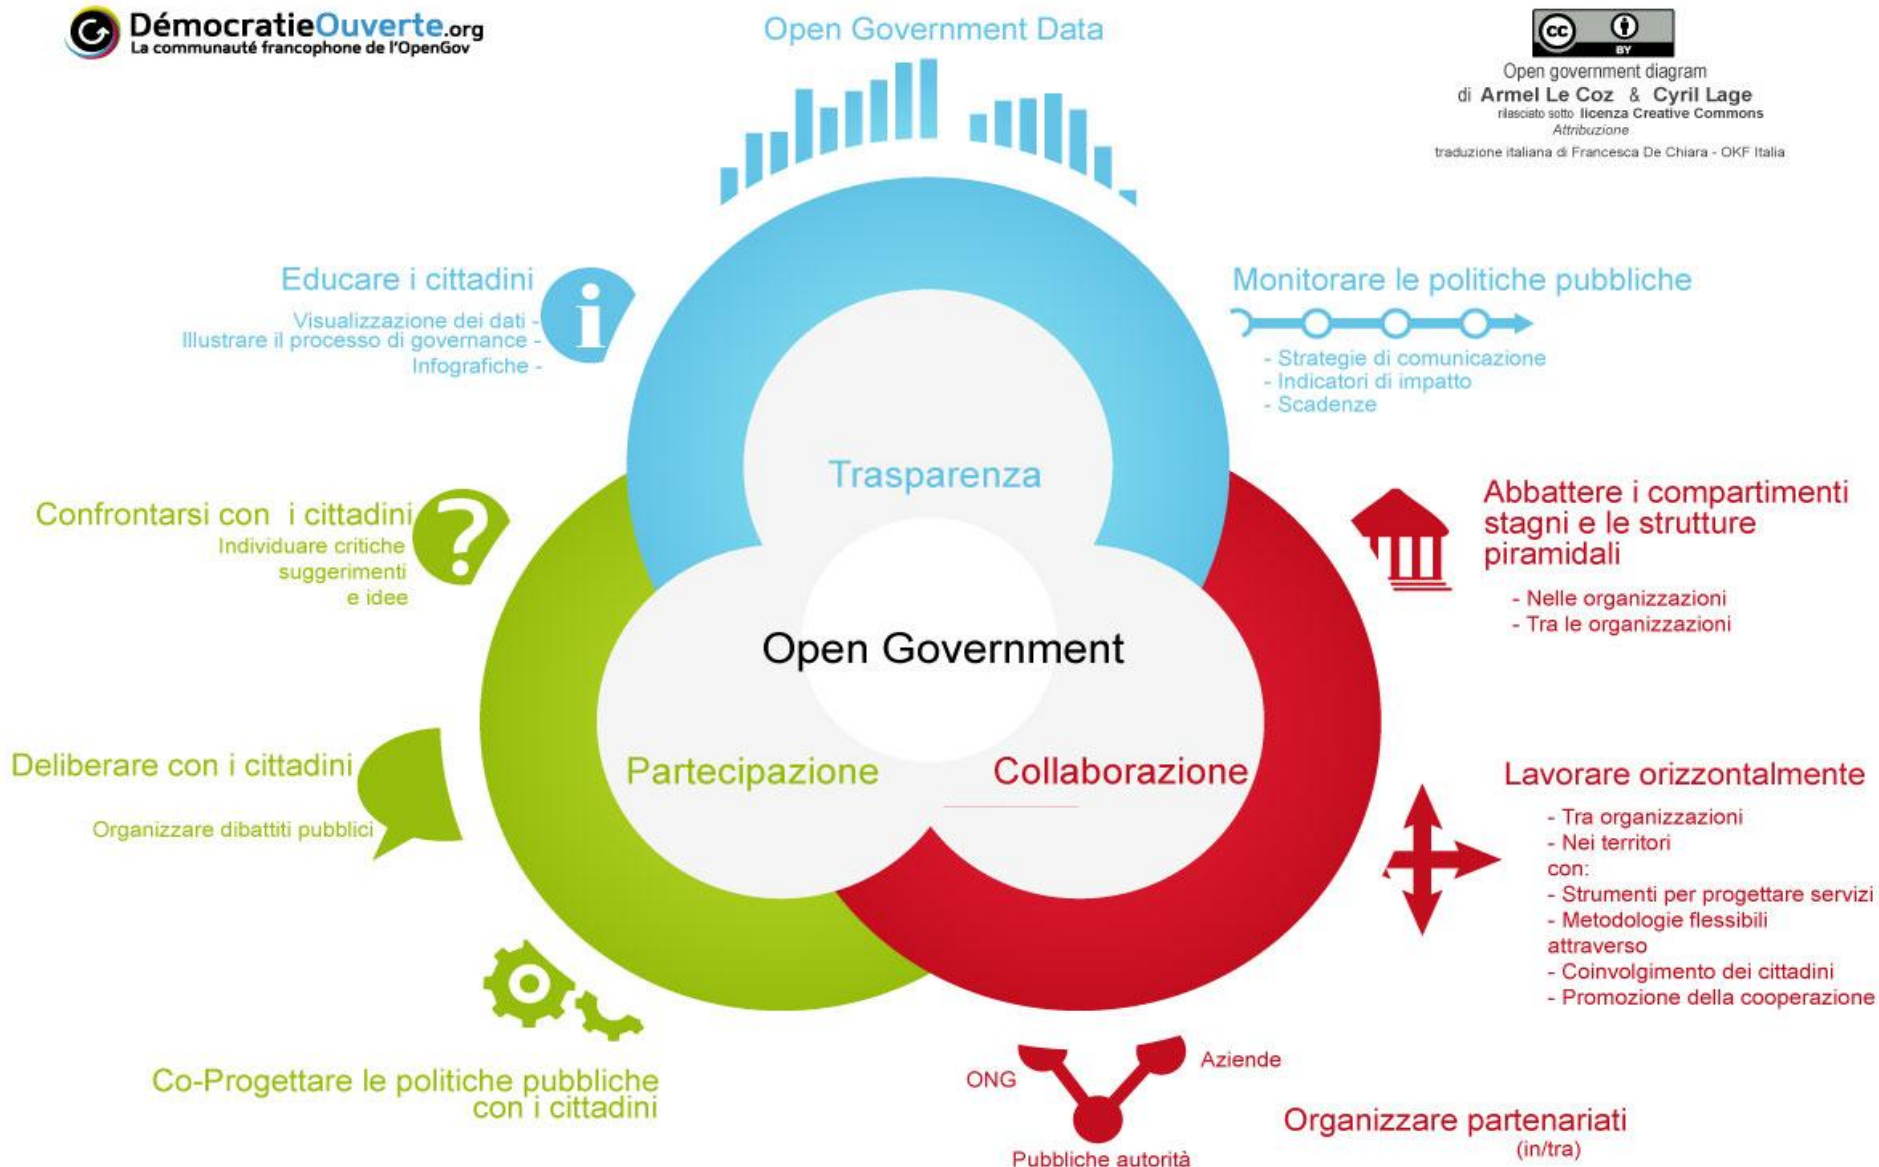 DémocratieOuverte.org
La communauté francophone de l'OpenGov
Open Government Data
cc
BY
Open government diagram
di Armel Le Coz & Cyril Lage
rilasciato sotto licenza Creative Commons
Attribuzione
traduzione italiana di Francesca De Chiara - OKF Italia
Educare i cittadini
Visualizzazione dei dati -
Illustrare il processo di governance -
Infografiche -
i
Monitorare le politiche pubbliche
- Strategie di comunicazione
- Indicatori di impatto
- Scadenze
Trasparenza
Confrontarsi con i cittadini
Individuare critiche
suggerimenti
e idee
?
Abbattere i compartimenti
stagni e le strutture
piramidali
- Nelle organizzazioni
- Tra le organizzazioni
Open Government
Deliberare con i cittadini
Organizzare dibattiti pubblici
Partecipazione
Collaborazione
Lavorare orizzontalmente
- Tra organizzazioni
- Nei territori
con:
- Strumenti per progettare servizi
- Metodologie flessibili
attraverso
- Coinvolgimento dei cittadini
- Promozione della cooperazione
Co-Progettare le politiche pubbliche
con i cittadini
ONG
Aziende
Pubbliche autorità
Organizzare partenariati
(in/tra)